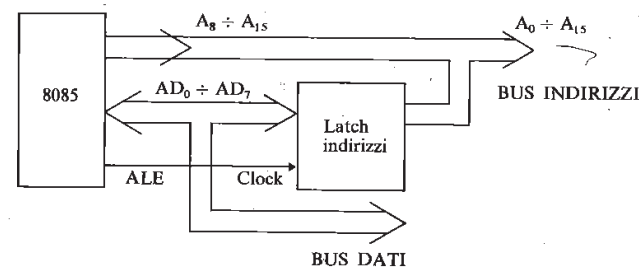 A₈ ÷ A₁₅
A₀ ÷ A₁₅
8085
AD₀ ÷ AD₇
BUS INDIRIZZI
Latch
indirizzi
ALE
Clock
BUS DATI